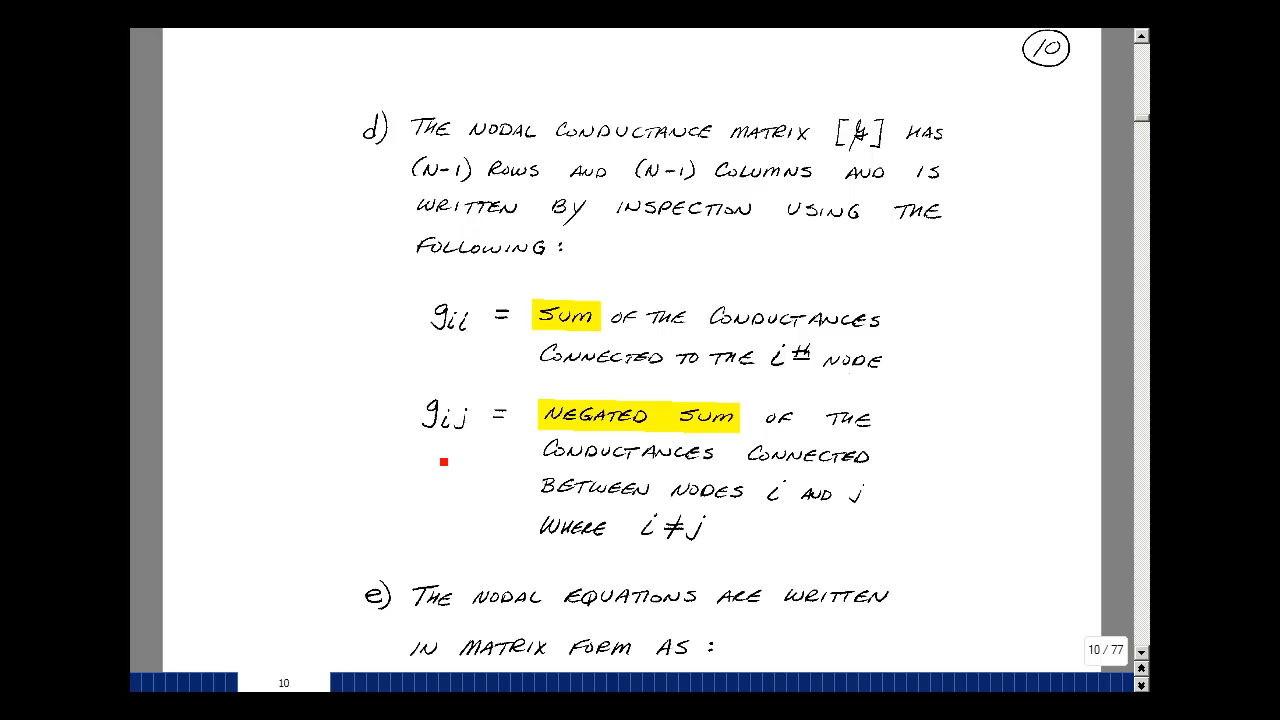 10
d) THE NODAL CONDUCTANCE MATRIX [g] HAS
(N-1) ROWS AND (N-1) COLUMNS AND IS
WRITTEN BY INSPECTION USING THE
FOLLOWING:
gii = SUM OF THE CONDUCTANCES
CONNECTED TO THE ith NODE
gij = NEGATED SUM OF THE
CONDUCTANCES CONNECTED
BETWEEN NODES i AND j
WHERE i ≠ j
e) THE NODAL EQUATIONS ARE WRITTEN
IN MATRIX FORM AS:
10 / 77
10